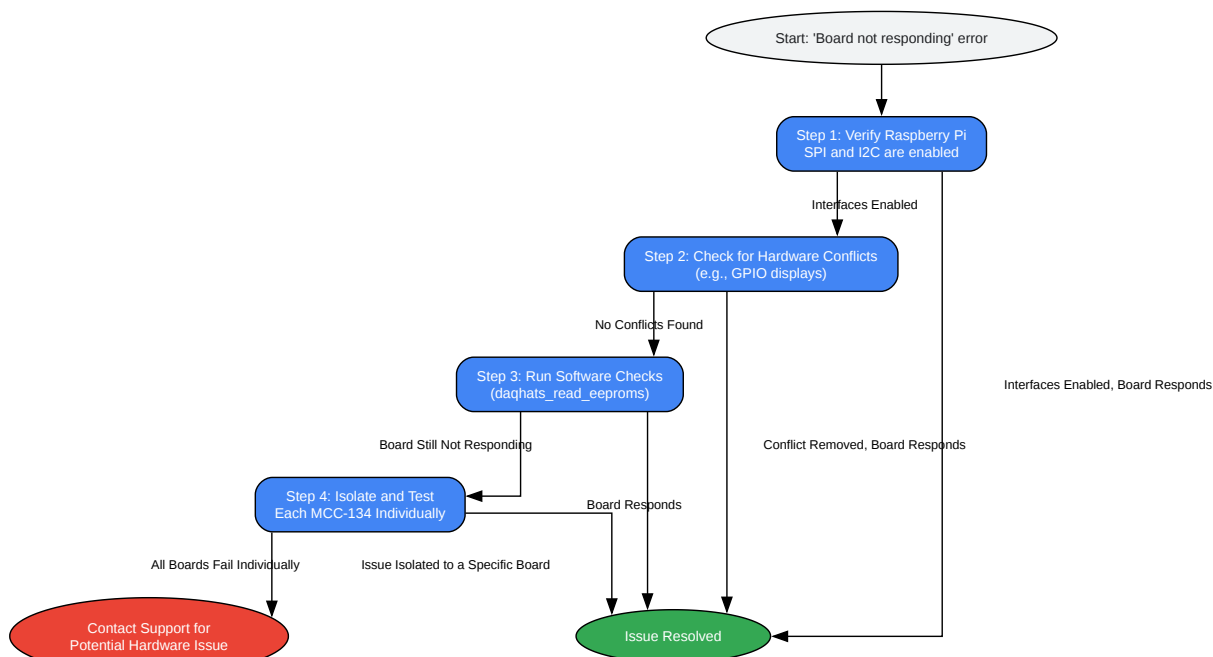 Start: 'Board not responding' error
Step 1: Verify Raspberry Pi
SPI and I2C are enabled
Interfaces Enabled
Step 2: Check for Hardware Conflicts
(e.g., GPIO displays)
No Conflicts Found
Step 3: Run Software Checks
(daqhats_read_eeproms)
Interfaces Enabled, Board Responds
Board Still Not Responding
Conflict Removed, Board Responds
Step 4: Isolate and Test
Each MCC-134 Individually
Board Responds
All Boards Fail Individually
Issue Isolated to a Specific Board
Contact Support for
Potential Hardware Issue
Issue Resolved